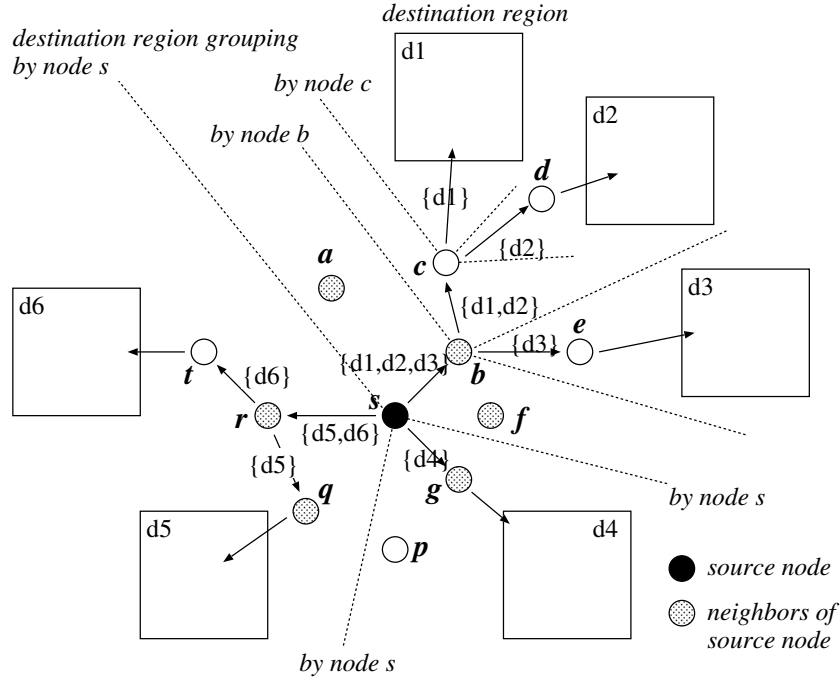 destination region
destination region grouping
by node s
d1
by node c
d2
by node b
d
{d1}
{d2}
a
c
d3
d6
{d1,d2}
e
{d3}
t
{d1,d2,d3}
b
{d6}
s
r
f
{d5,d6}
{d4}
{d5}
g
q
by node s
d5
d4
p
source node
neighbors of
source node
by node s